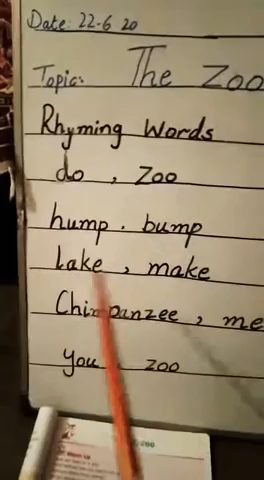 Date: 22-6 20
Topic: The Zoo
Rhyming Words
do , Zoo
hump . bump
Lake , make
Chimpanzee , me
you zoo